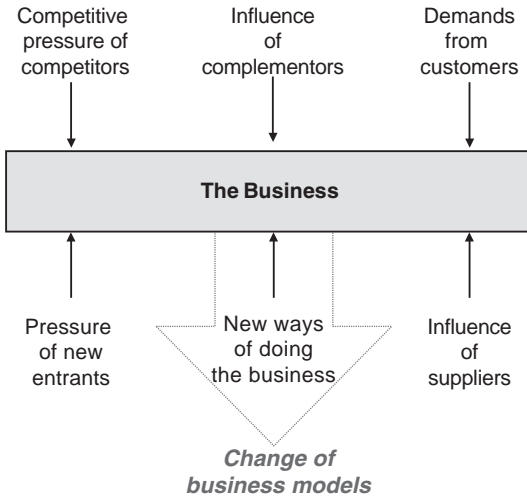 Competitive
pressure of
competitors
Influence
of
complementors
Demands
from
customers
The Business
Pressure
of new
entrants
New ways
of doing
the business
Influence
of
suppliers
Change of
business models